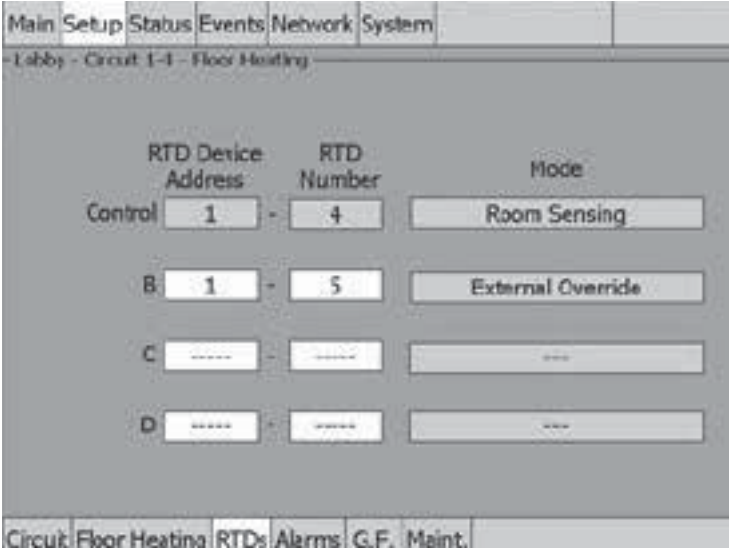 Main Setup Status Events Network System
Lobby - Circuit 1-4 - Floor Heating
RTD Device Address RTD Number Mode
Control 1 - 4 Room Sensing
B 1 - 5 External Override
C ----- - ----- ---
D ----- - ----- ---
Circuit Floor Heating RTDs Alarms G.F. Maint.